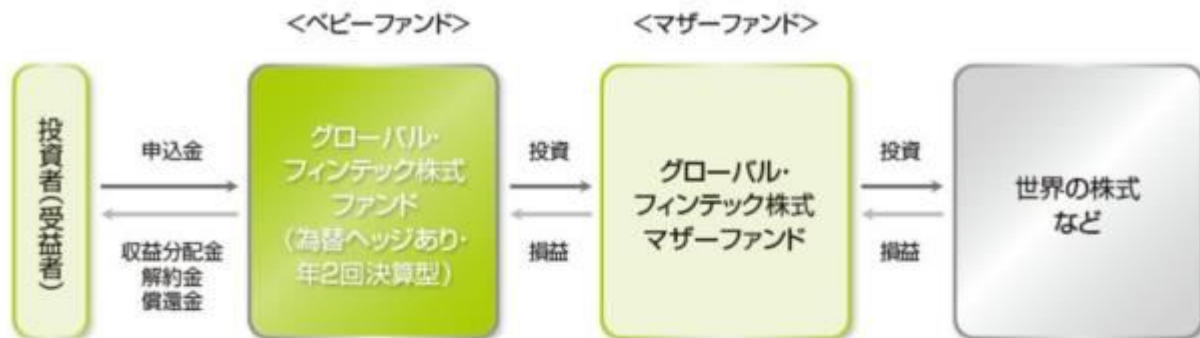 <ベビーファンド>
<マザーファンド>
投資者(受益者)
申込金
収益分配金
解約金
償還金
グローバル・
フィンテック株式
ファンド
(為替ヘッジあり・
年2回決算型)
投資
損益
グローバル・
フィンテック株式
マザーファンド
投資
損益
世界の株式
など